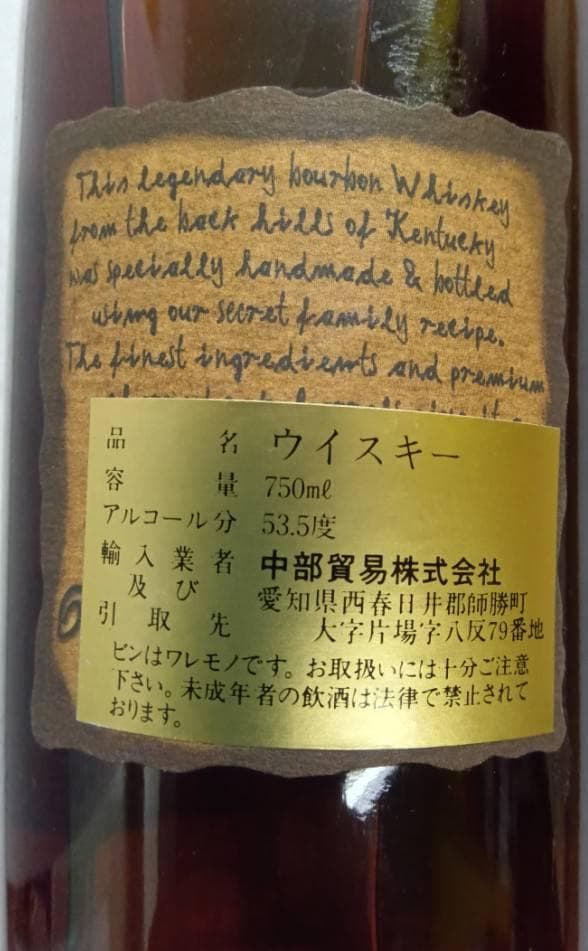 This legendary bourbon Whiskey
from the back hills of Kentucky
was specially handmade & bottled
using our secret family recipe.
The finest ingredients and premium
品名 ウイスキー
容量 750mℓ
アルコール分 53.5度
輸入業者 中部貿易株式会社
及び 愛知県西春日井郡師勝町
引取先 大字片場字八反79番地
ビンはワレモノです。お取扱いには十分ご注意
下さい。未成年者の飲酒は法律で禁止されて
おります。